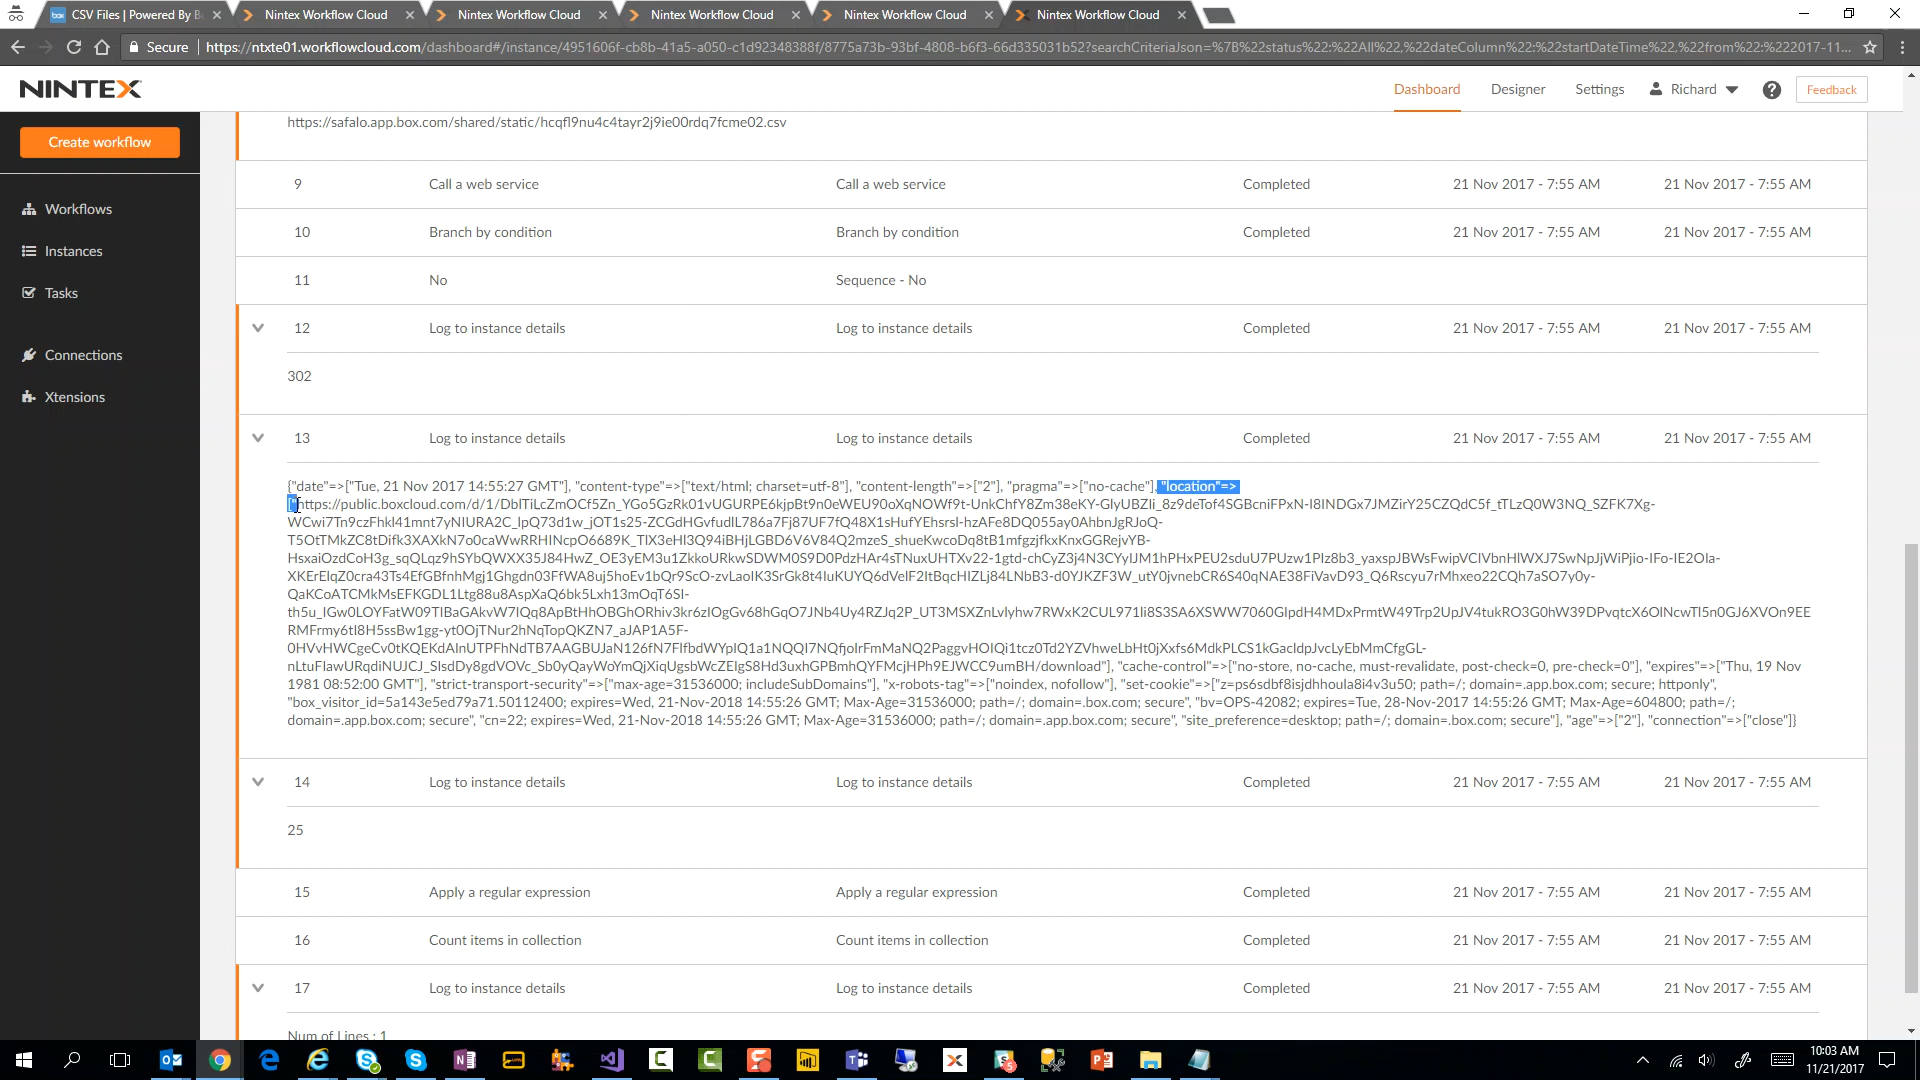 CSV Files | Powered By B
Nintex Workflow Cloud
Nintex Workflow Cloud
Nintex Workflow Cloud
Nintex Workflow Cloud
Nintex Workflow Cloud
Secure
https://ntxte01.workflowcloud.com/dashboard#/instance/4951606f-cb8b-41a5-a050-c1d92348388f/8775a73b-93bf-4808-b6f3-66d335031b52?searchCriteriaJson=%7B%22status%22:%22All%22,%22dateColumn%22:%22startDateTime%22,%22from%22:%222017-11...
NINTEX
Dashboard
Designer
Settings
Richard
Feedback
Create workflow
Workflows
Instances
Tasks
Connections
Xtensions
https://safalo.app.box.com/shared/static/hcqfl9nu4c4tayr2j9ie00rdq7fcme02.csv
9 Call a web service Call a web service Completed 21 Nov 2017 - 7:55 AM 21 Nov 2017 - 7:55 AM
10 Branch by condition Branch by condition Completed 21 Nov 2017 - 7:55 AM 21 Nov 2017 - 7:55 AM
11 No Sequence - No
12 Log to instance details Log to instance details Completed 21 Nov 2017 - 7:55 AM 21 Nov 2017 - 7:55 AM
302
13 Log to instance details Log to instance details Completed 21 Nov 2017 - 7:55 AM 21 Nov 2017 - 7:55 AM
{"date"=>["Tue, 21 Nov 2017 14:55:27 GMT"], "content-type"=>["text/html; charset=utf-8"], "content-length"=>["2"], "pragma"=>["no-cache"], "location"=>
["https://public.boxcloud.com/d/1/
/download"], "cache-control"=>["no-store, no-cache, must-revalidate, post-check=0, pre-check=0"], "expires"=>["Thu, 19 Nov
1981 08:52:00 GMT"], "strict-transport-security"=>["max-age=31536000; includeSubDomains"], "x-robots-tag"=>["noindex, nofollow"], "set-cookie"=>["z=ps6sdbf8isjdhhoula8i4v3u50; path=/; domain=.app.box.com; secure; httponly",
"box_visitor_id=5a143e5ed79a71.50112400; expires=Wed, 21-Nov-2018 14:55:26 GMT; Max-Age=31536000; path=/; domain=.box.com; secure", "bv=OPS-42082; expires=Tue, 28-Nov-2017 14:55:26 GMT; Max-Age=604800; path=/;
domain=.app.box.com; secure", "cn=22; expires=Wed, 21-Nov-2018 14:55:26 GMT; Max-Age=31536000; path=/; domain=.app.box.com; secure", "site_preference=desktop; path=/; domain=.box.com; secure"], "age"=>["2"], "connection"=>["close"]}
14 Log to instance details Log to instance details Completed 21 Nov 2017 - 7:55 AM 21 Nov 2017 - 7:55 AM
25
15 Apply a regular expression Apply a regular expression Completed 21 Nov 2017 - 7:55 AM 21 Nov 2017 - 7:55 AM
16 Count items in collection Count items in collection Completed 21 Nov 2017 - 7:55 AM 21 Nov 2017 - 7:55 AM
17 Log to instance details Log to instance details Completed 21 Nov 2017 - 7:55 AM 21 Nov 2017 - 7:55 AM
Num of Lines : 1
10:03 AM
11/21/2017